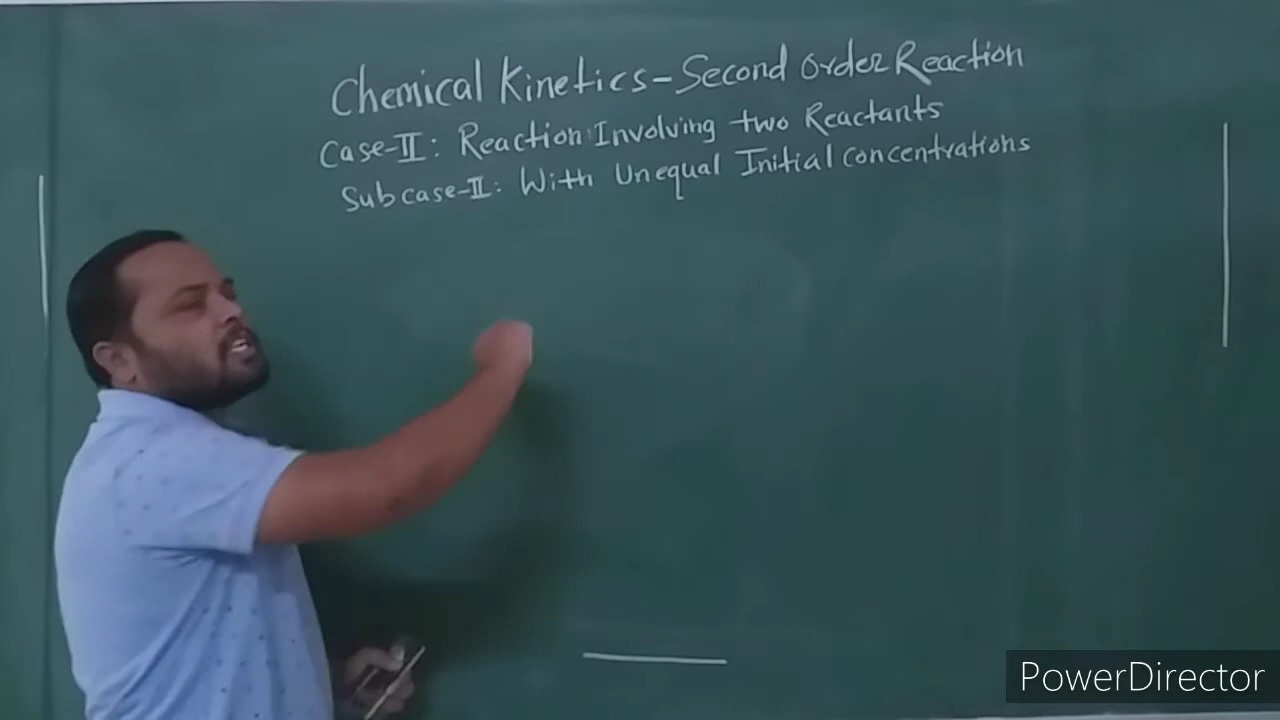 Chemical Kinetics - Second Order Reaction
Case-II: Reaction Involving two Reactants
Subcase-II: With Unequal Initial Concentrations
PowerDirector